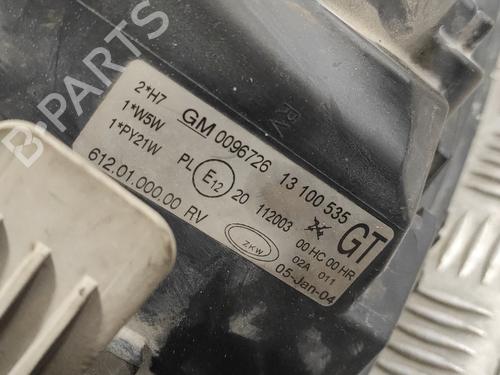 2*H7
1*W5W
1*PY21W
GM 0096726 13 100 535 GT
PL E12 20 112003
612.01.000.00 RV
ZKW
00 HC 00 HR
02A 011
05-Jan-04
RV
B-PARTS